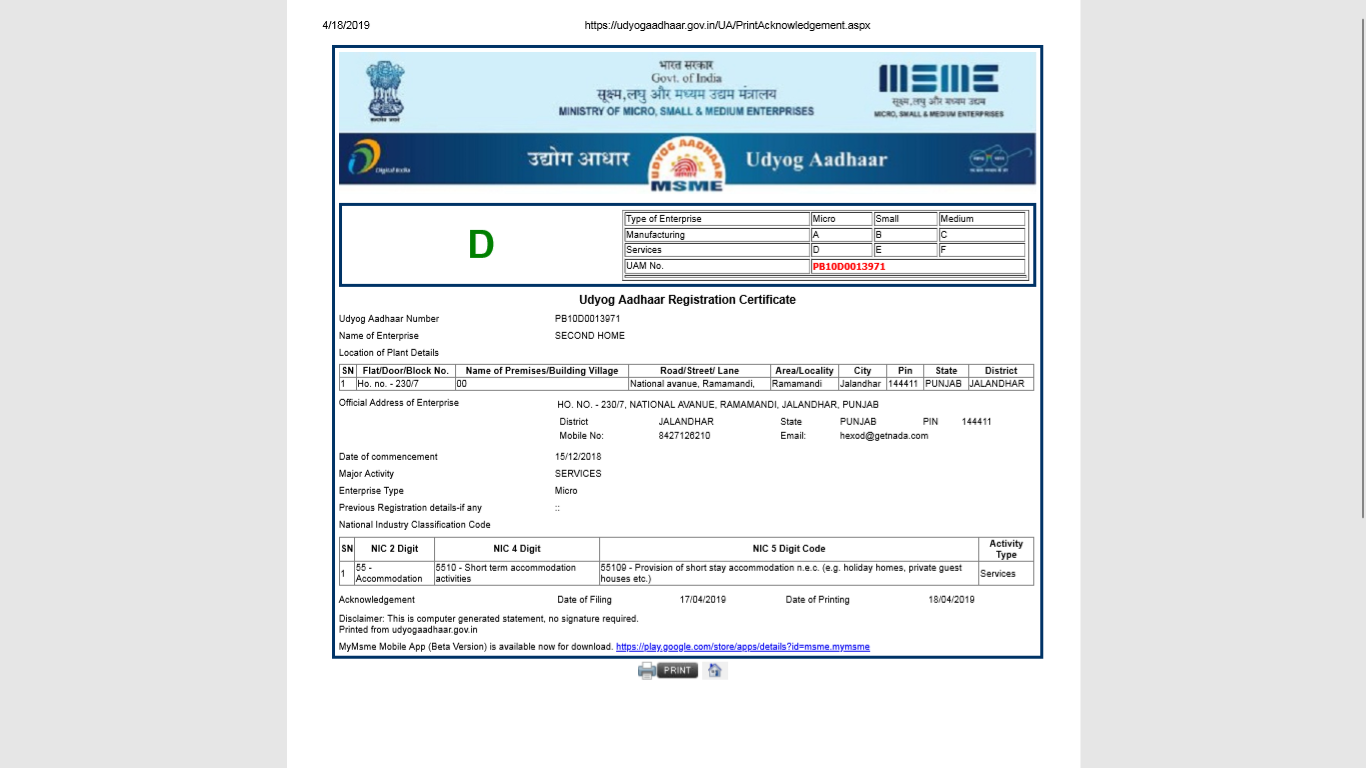 4/18/2019 https://udyogaadhaar.gov.in/UA/PrintAcknowledgement.aspx
भारत सरकार
Govt. of India
सूक्ष्म,लघु और मध्यम उद्यम मंत्रालय
MINISTRY OF MICRO, SMALL & MEDIUM ENTERPRISES
MSME
सूक्ष्म,लघु और मध्यम उद्यम
MICRO, SMALL & MEDIUM ENTERPRISES
Digital India
उद्योग आधार
UDYOG AADHAAR
MSME
Udyog Aadhaar
D
Type of Enterprise Micro Small Medium
Manufacturing A B C
Services D E F
UAM No. PB10D0013971
Udyog Aadhaar Registration Certificate
Udyog Aadhaar Number PB10D0013971
Name of Enterprise SECOND HOME
Location of Plant Details
SN Flat/Door/Block No. Name of Premises/Building Village Road/Street/ Lane Area/Locality City Pin State District
1 Ho. no. - 230/7 00 National avanue, Ramamandi, Ramamandi Jalandhar 144411 PUNJAB JALANDHAR
Official Address of Enterprise HO. NO. - 230/7, NATIONAL AVANUE, RAMAMANDI, JALANDHAR, PUNJAB
District JALANDHAR State PUNJAB PIN 144411
Mobile No: 8427126210 Email: hexod@getnada.com
Date of commencement 15/12/2018
Major Activity SERVICES
Enterprise Type Micro
Previous Registration details-if any ::
National Industry Classification Code
SN NIC 2 Digit NIC 4 Digit NIC 5 Digit Code Activity Type
1 55 - Accommodation 5510 - Short term accommodation activities 55109 - Provision of short stay accommodation n.e.c. (e.g. holiday homes, private guest houses etc.) Services
Acknowledgement Date of Filing 17/04/2019 Date of Printing 18/04/2019
Disclaimer: This is computer generated statement, no signature required.
Printed from udyogaadhaar.gov.in
MyMsme Mobile App (Beta Version) is available now for download. https://play.google.com/store/apps/details?id=msme.mymsme
PRINT